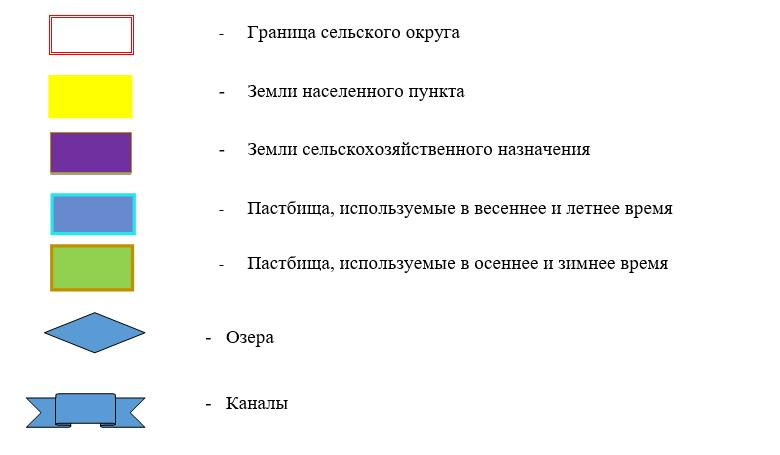 - Граница сельского округа
- Земли населенного пункта
- Земли сельскохозяйственного назначения
- Пастбища, используемые в весеннее и летнее время
- Пастбища, используемые в осеннее и зимнее время
- Озера
- Каналы